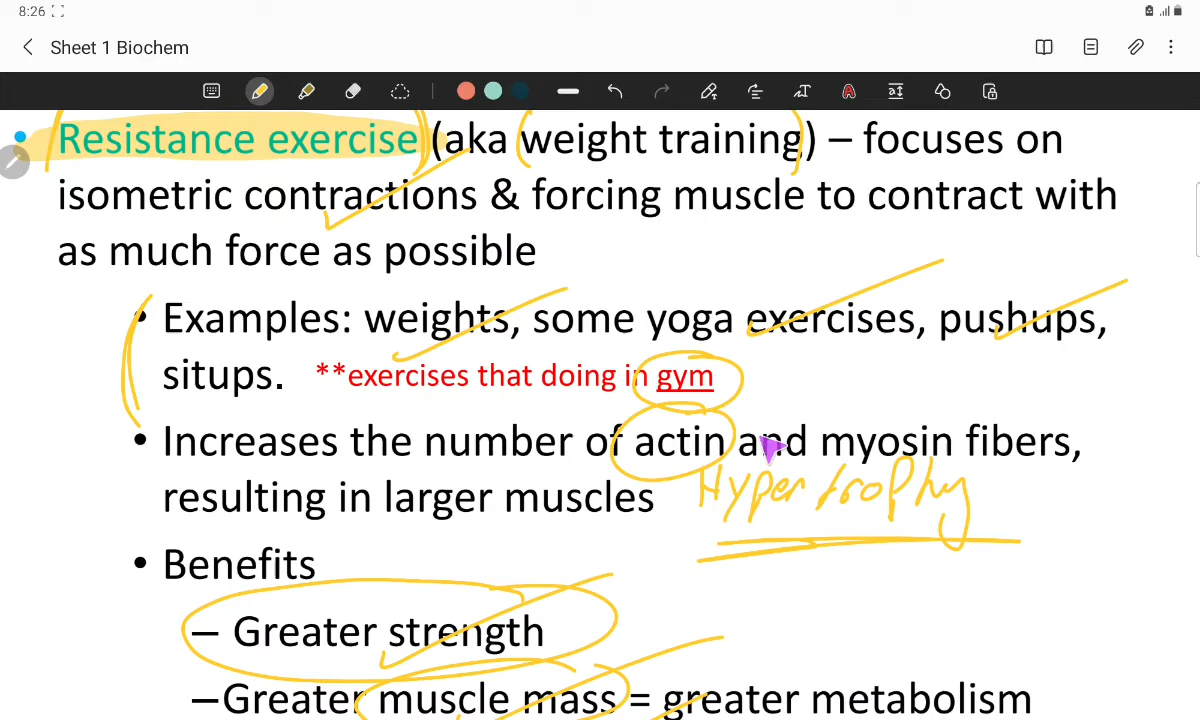 8:26
Sheet 1 Biochem
• Resistance exercise (aka (weight training) – focuses on
isometric contractions & forcing muscle to contract with
as much force as possible
• Examples: weights, some yoga exercises, pushups,
situps. **exercises that doing in gym
• Increases the number of actin and myosin fibers,
resulting in larger muscles Hypertrophy
• Benefits
– Greater strength
–Greater muscle mass = greater metabolism